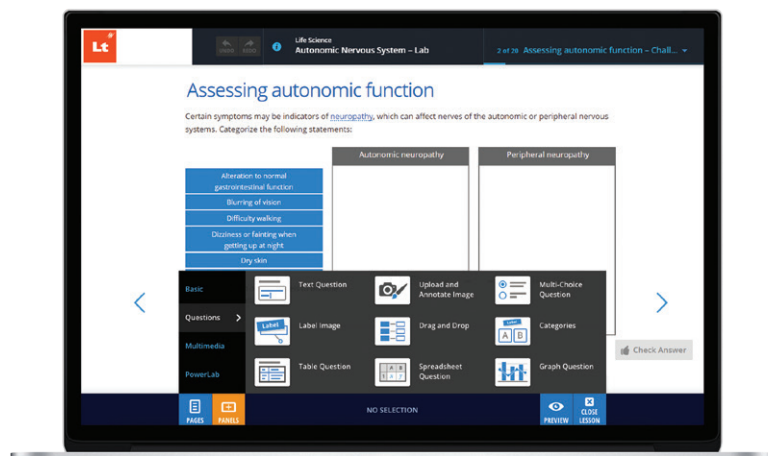 Lt
UNDO
REDO
Life Science
Autonomic Nervous System – Lab
2 of 20 Assessing autonomic function – Chall...
Assessing autonomic function
Certain symptoms may be indicators of neuropathy, which can affect nerves of the autonomic or peripheral nervous
systems. Categorize the following statements:
Autonomic neuropathy
Peripheral neuropathy
Alteration to normal
gastrointestinal function
Blurring of vision
Difficulty walking
Dizziness or fainting when
getting up at night
Dry skin
Basic
Questions
Multimedia
PowerLab
Text Question
Upload and
Annotate Image
Multi-Choice
Question
Label
Label Image
Drag and Drop
Label
A B
Categories
Table Question
A B
1 A 7
Spreadsheet
Question
Graph Question
Check Answer
PAGES
PANELS
NO SELECTION
PREVIEW
CLOSE
LESSON